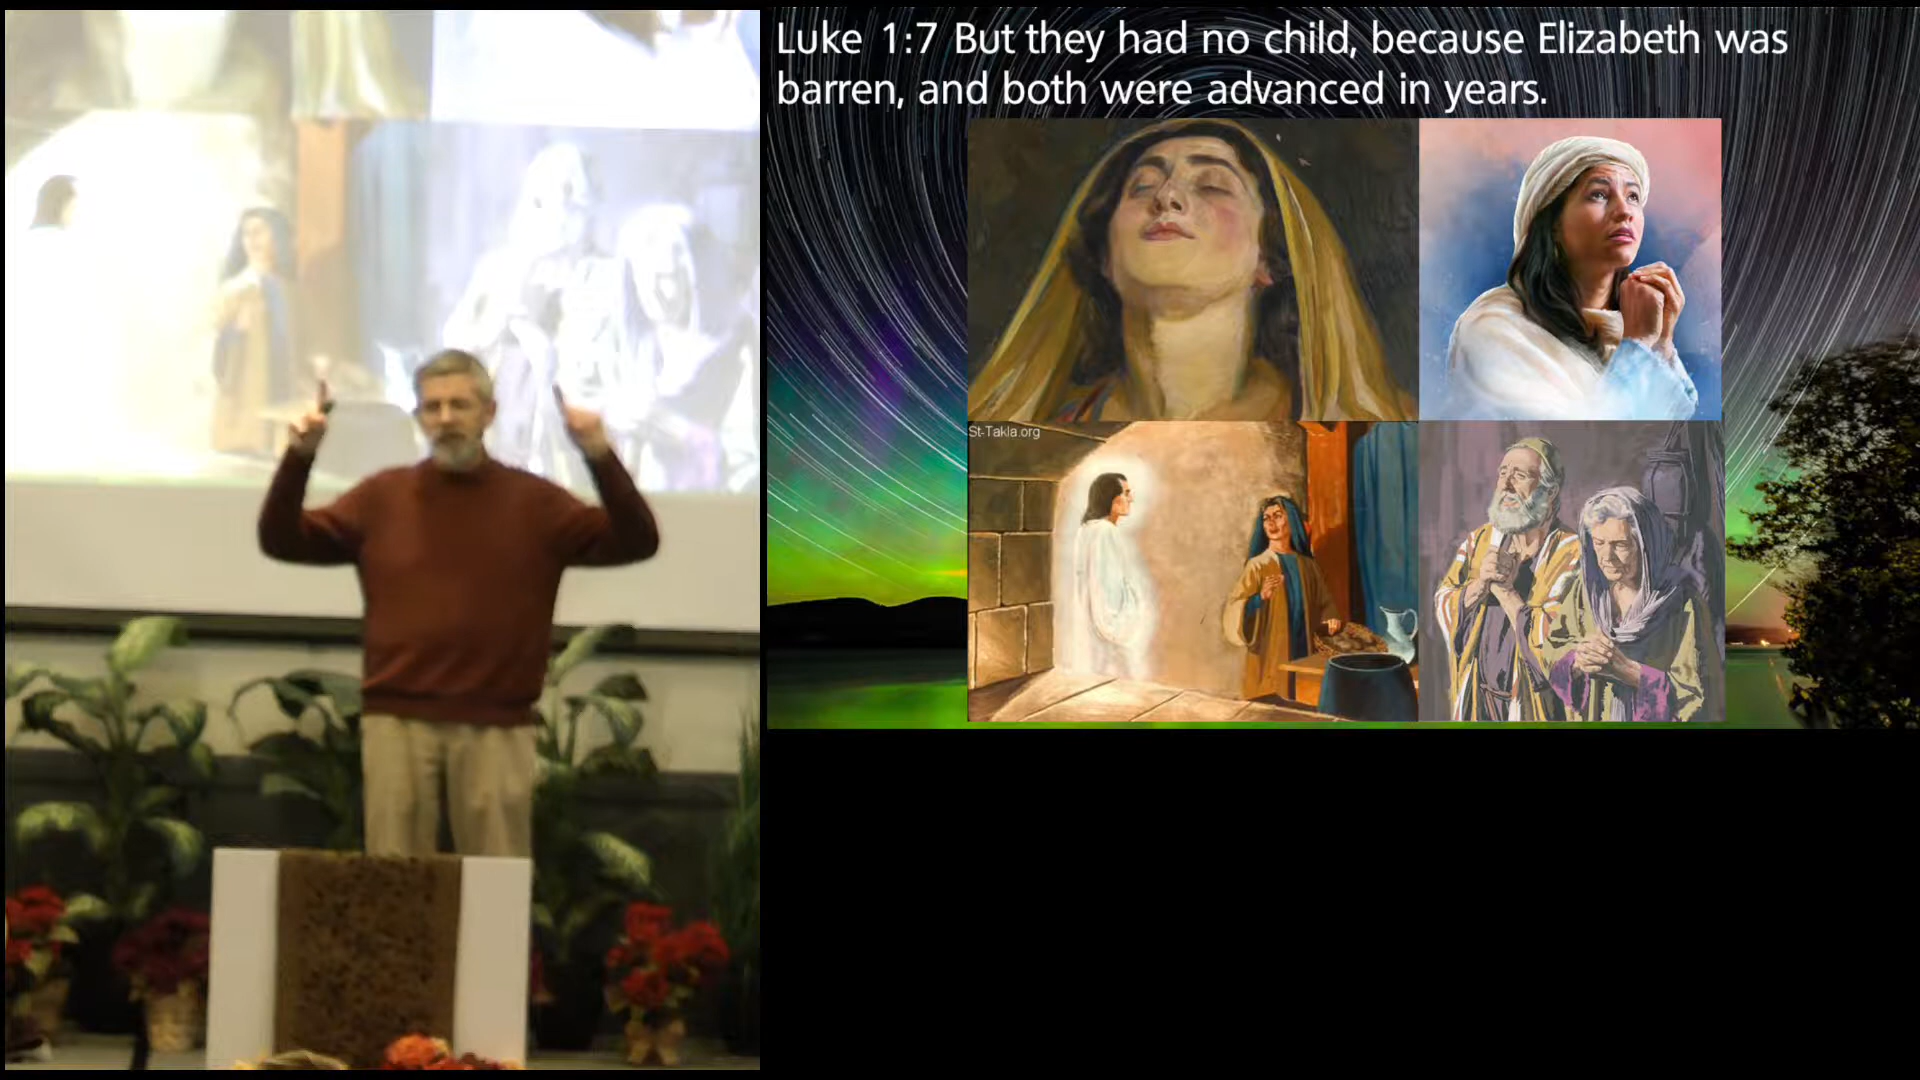 Luke 1:7 But they had no child, because Elizabeth was
barren, and both were advanced in years.
St-Takla.org